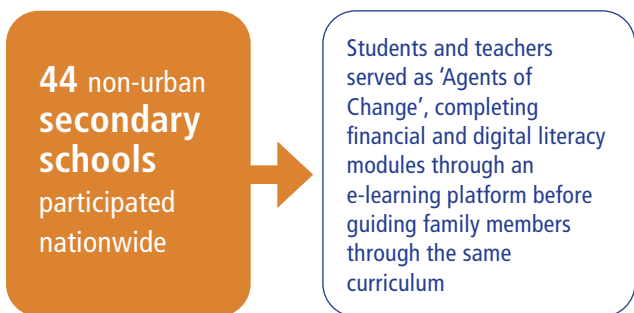 44 non-urban
secondary
schools
participated
nationwide
Students and teachers
served as ‘Agents of
Change’, completing
financial and digital literacy
modules through an
e-learning platform before
guiding family members
through the same
curriculum